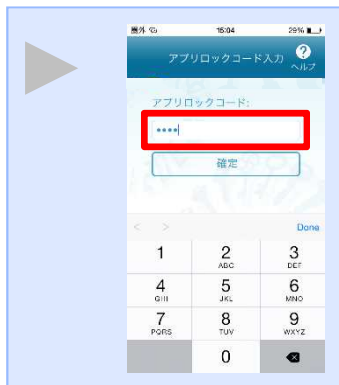 圏外 15:04 29%
アプリロックコード入力 ?
ヘルプ
アプリロックコード:
••••
確定
< > Done
1 2 3
ABC DEF
4 5 6
GHI JKL MNO
7 8 9
PQRS TUV WXYZ
0